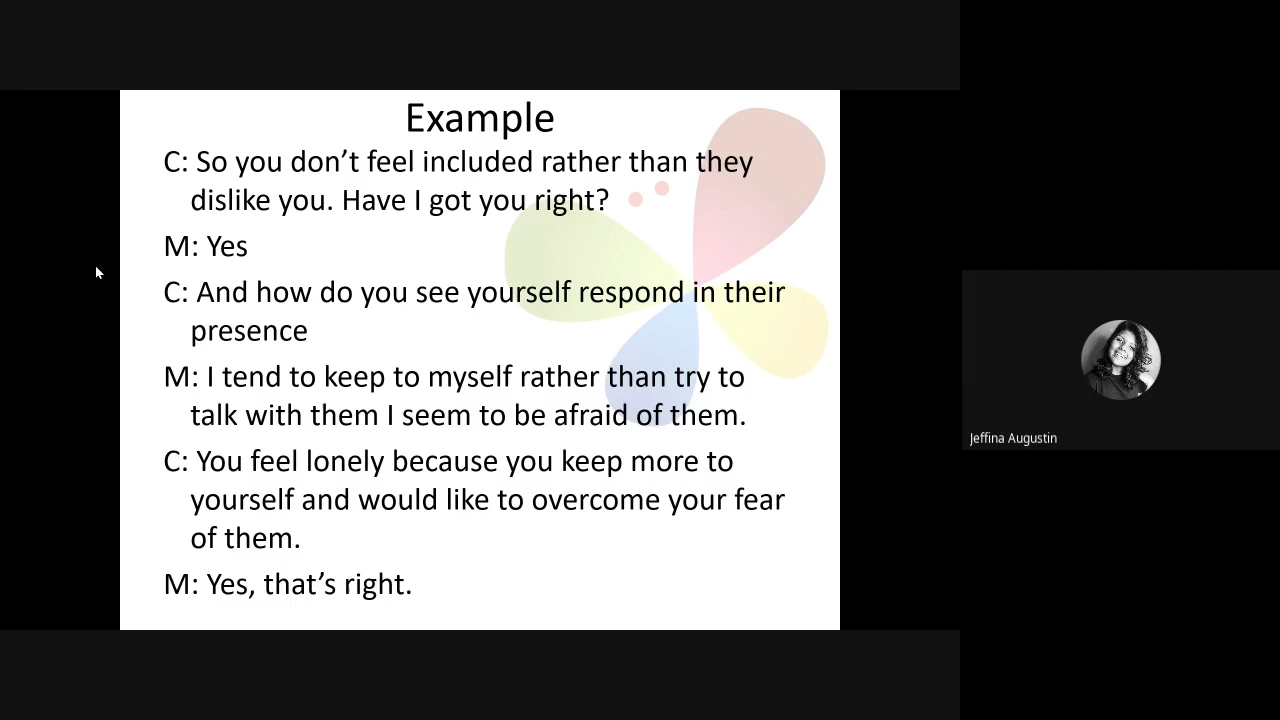 Example
C: So you don’t feel included rather than they
dislike you. Have I got you right?
M: Yes
C: And how do you see yourself respond in their
presence
M: I tend to keep to myself rather than try to
talk with them I seem to be afraid of them.
C: You feel lonely because you keep more to
yourself and would like to overcome your fear
of them.
M: Yes, that’s right.
Jeffina Augustin